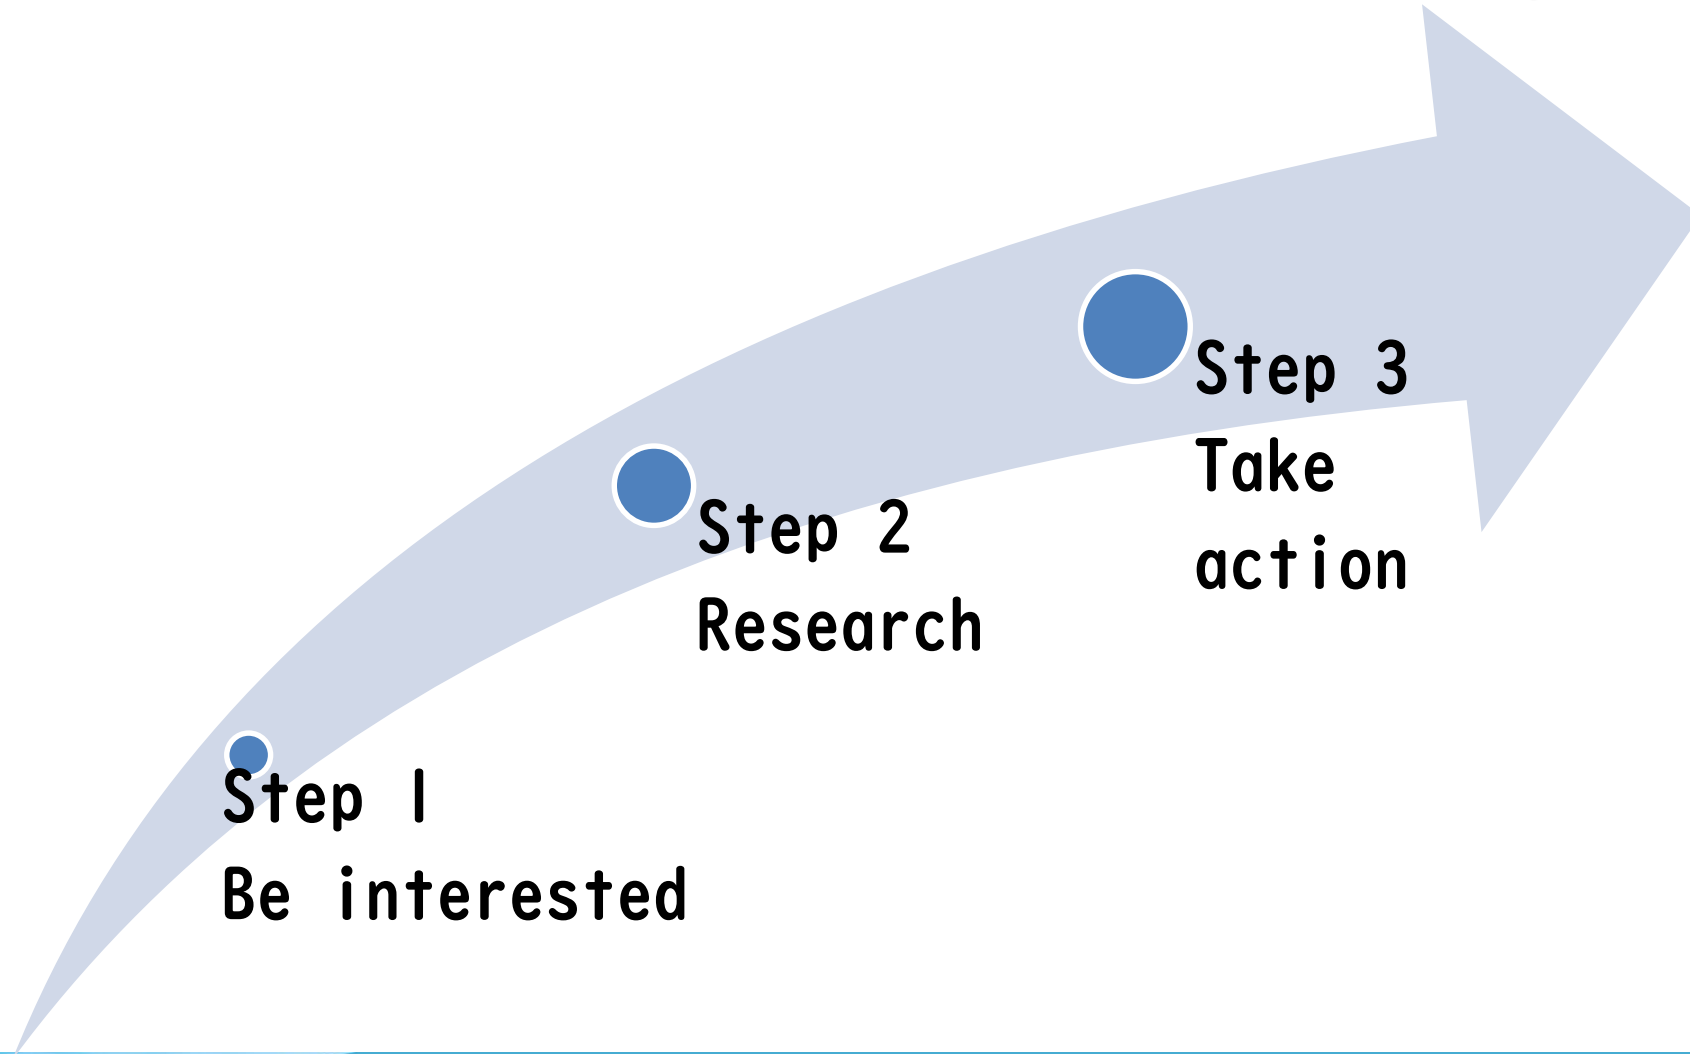 Step 1
Be interested
Step 2
Research
Step 3
Take
action